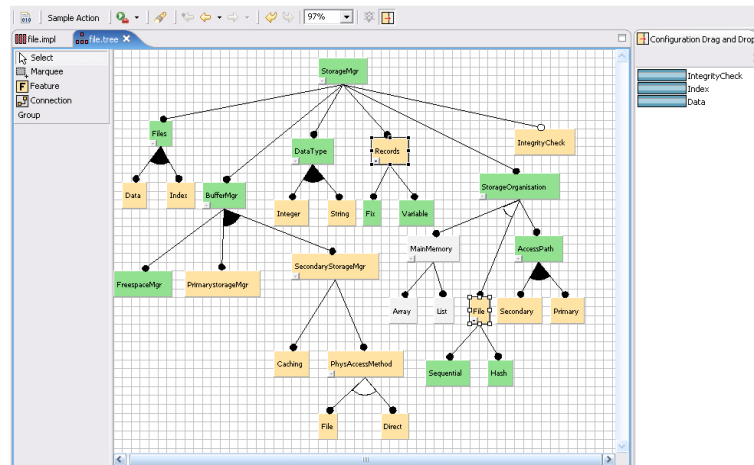 Sample Action
97%
file.impl
file.tree
Configuration Drag and Drop
Select
Marquee
Feature
Connection
Group
IntegrityCheck
Index
Data
StorageMgr
Files
DataType
Records
IntegrityCheck
Data
Index
BufferMgr
StorageOrganisation
Integer
String
Fix
Variable
MainMemory
AccessPath
FreespaceMgr
PrimarystorageMgr
SecondaryStorageMgr
Array
List
File
Secondary
Primary
Caching
PhysAccessMethod
Sequential
Hash
File
Direct